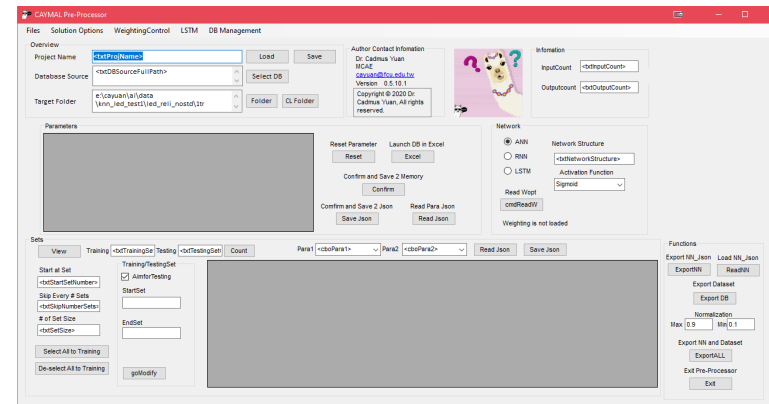 CAYMAL Pre-Processor
Files Solution Options WeightingControl LSTM DB Management
Overview
Project Name <txtProjName> Load Save
Database Source <txtDBSourceFullPath> Select DB
Target Folder e:\cayuan\ai\data
\knn_led_test1\led_reli_nostd\1tr Folder CL Folder
Author Contact Infomation
Dr. Cadmus Yuan
MCAE
cayuan@fcu.edu.tw
Version 0.5.10.1
Copyright © 2020 Dr.
Cadmus Yuan, All rights
reserved.
Infomation
InputCount <txtInputCount>
Outputcount <txtOutputCount>
Parameters
Reset Parameter Launch DB in Excel
Reset Excel
Confirm and Save 2 Memory
Confirm
Comfirm and Save 2 Json Read Para Json
Save Json Read Json
Network
ANN Network Structure
RNN <txtNetworkStructure>
LSTM Activation Function
Sigmoid
Read Wopt
cmdReadW
Weighting is not loaded
Sets
View Training <txtTrainingSe Testing <txtTestingSet Count Para1 <cboPara1> Para2 <cboPara2> Read Json Save Json
Start at Set
<txtStartSetNumber>
Skip Every # Sets
<txtSkipNumberSets>
# of Set Size
<txtSetSize>
Select All to Training
De-select All to Training
Training/TestingSet
AimforTesting
StartSet
EndSet
goModify
Functions
Export NN_Json Load NN_Json
ExportNN ReadNN
Export Dataset
Export DB
Normalization
Max 0.9 Min 0.1
Export NN and Dataset
ExportALL
Exit Pre-Processor
Exit